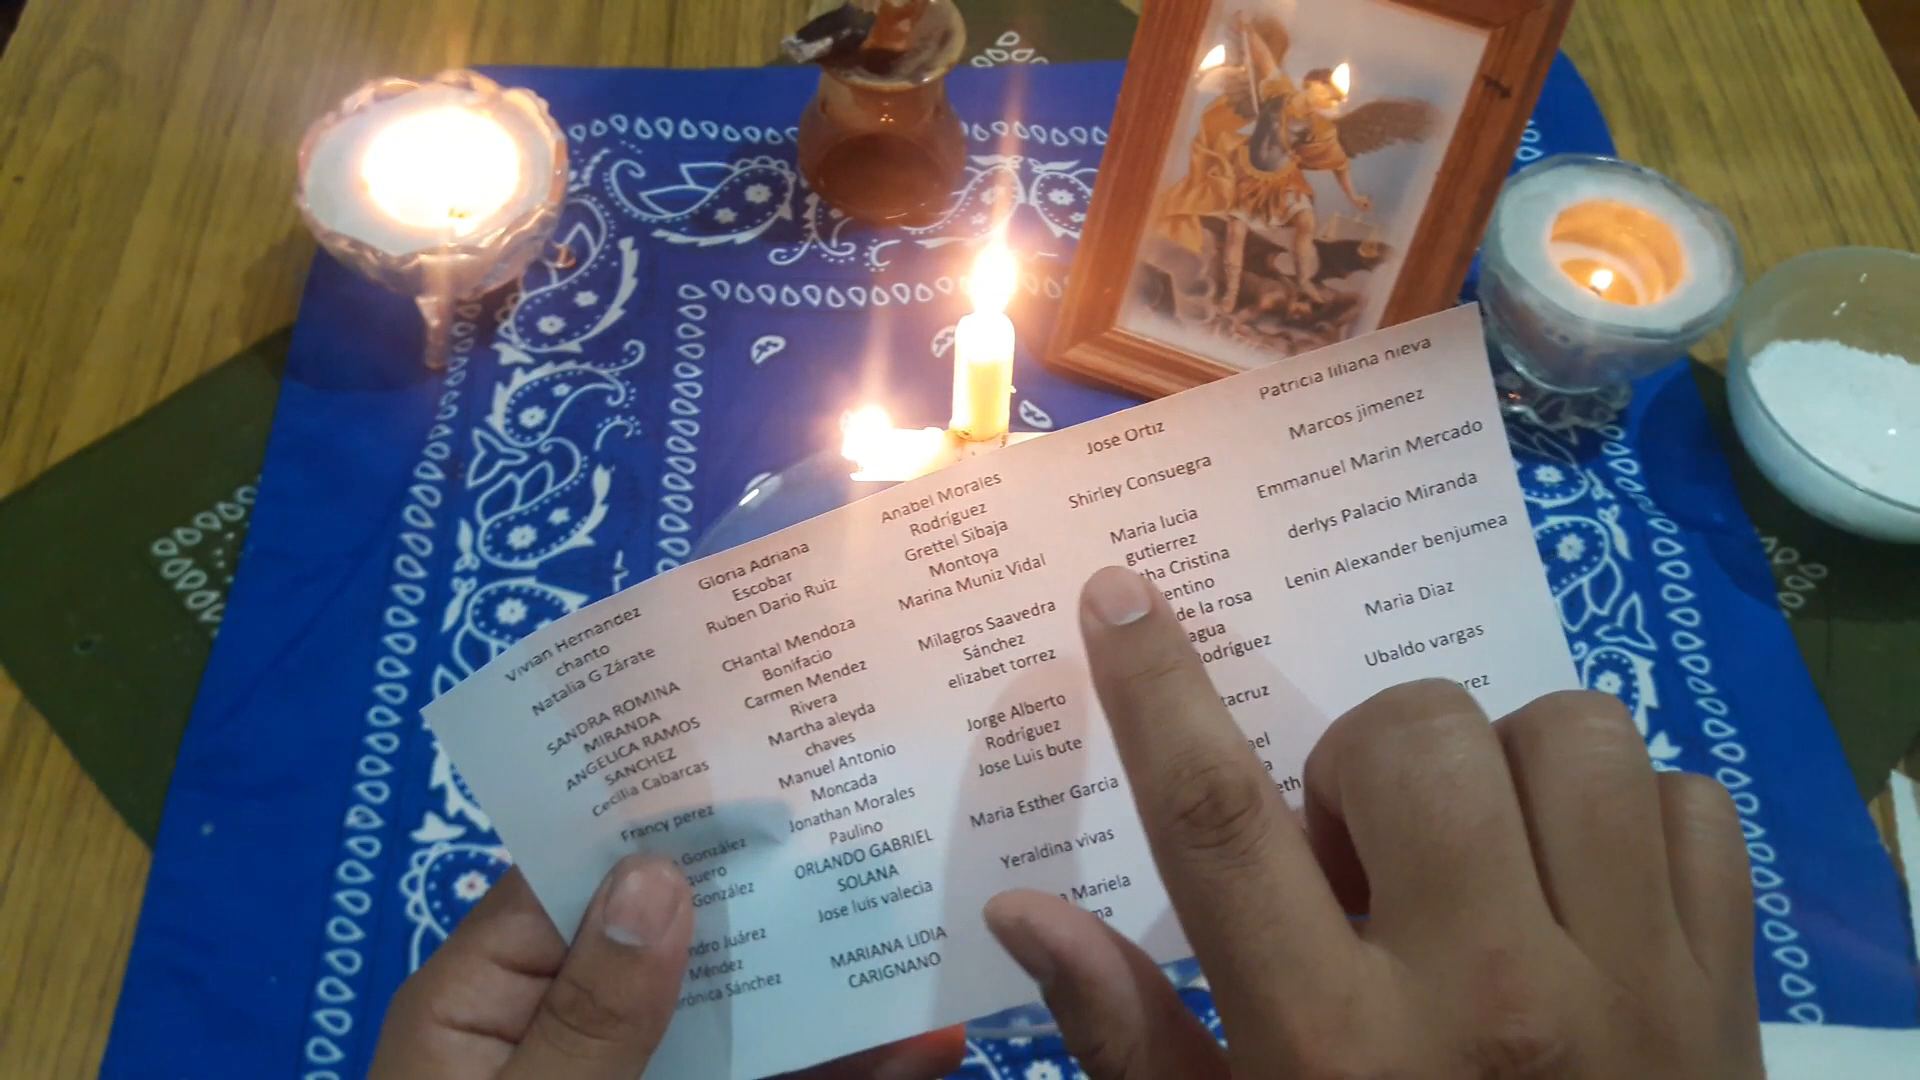 Vivian Hernandez
chanto
Natalia G Zárate
SANDRA ROMINA
MIRANDA
ANGELICA RAMOS
SANCHEZ
Cecilia Cabarcas
Francy perez
González
González
Juárez
Méndez
Sánchez
Gloria Adriana
Escobar
Ruben Dario Ruiz
CHantal Mendoza
Bonifacio
Carmen Mendez
Rivera
Martha aleyda
chaves
Manuel Antonio
Moncada
Jonathan Morales
Paulino
ORLANDO GABRIEL
SOLANA
Jose luis valecia
MARIANA LIDIA
CARIGNANO
Anabel Morales
Rodríguez
Grettel Sibaja
Montoya
Marina Muniz Vidal
Milagros Saavedra
Sánchez
elizabet torrez
Jorge Alberto
Rodríguez
Jose Luis bute
Maria Esther Garcia
Yeraldina vivas
Mariela
Jose Ortiz
Shirley Consuegra
Maria lucia
gutierrez
Cristina
de la rosa
Patricia liliana nieva
Marcos jimenez
Emmanuel Marin Mercado
derlys Palacio Miranda
Lenin Alexander benjumea
Maria Diaz
Ubaldo vargas